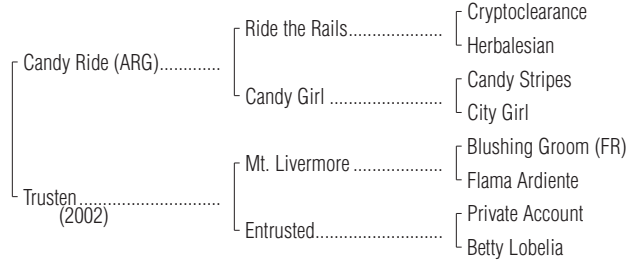 Cryptoclearance
Ride the Rails.....................
Herbalesian
Candy Ride (ARG).............
Candy Stripes
Candy Girl .........................
City Girl
Blushing Groom (FR)
Mt. Livermore ....................
Flama Ardiente
Trusten...............................
(2002)
Private Account
Entrusted............................
Betty Lobelia